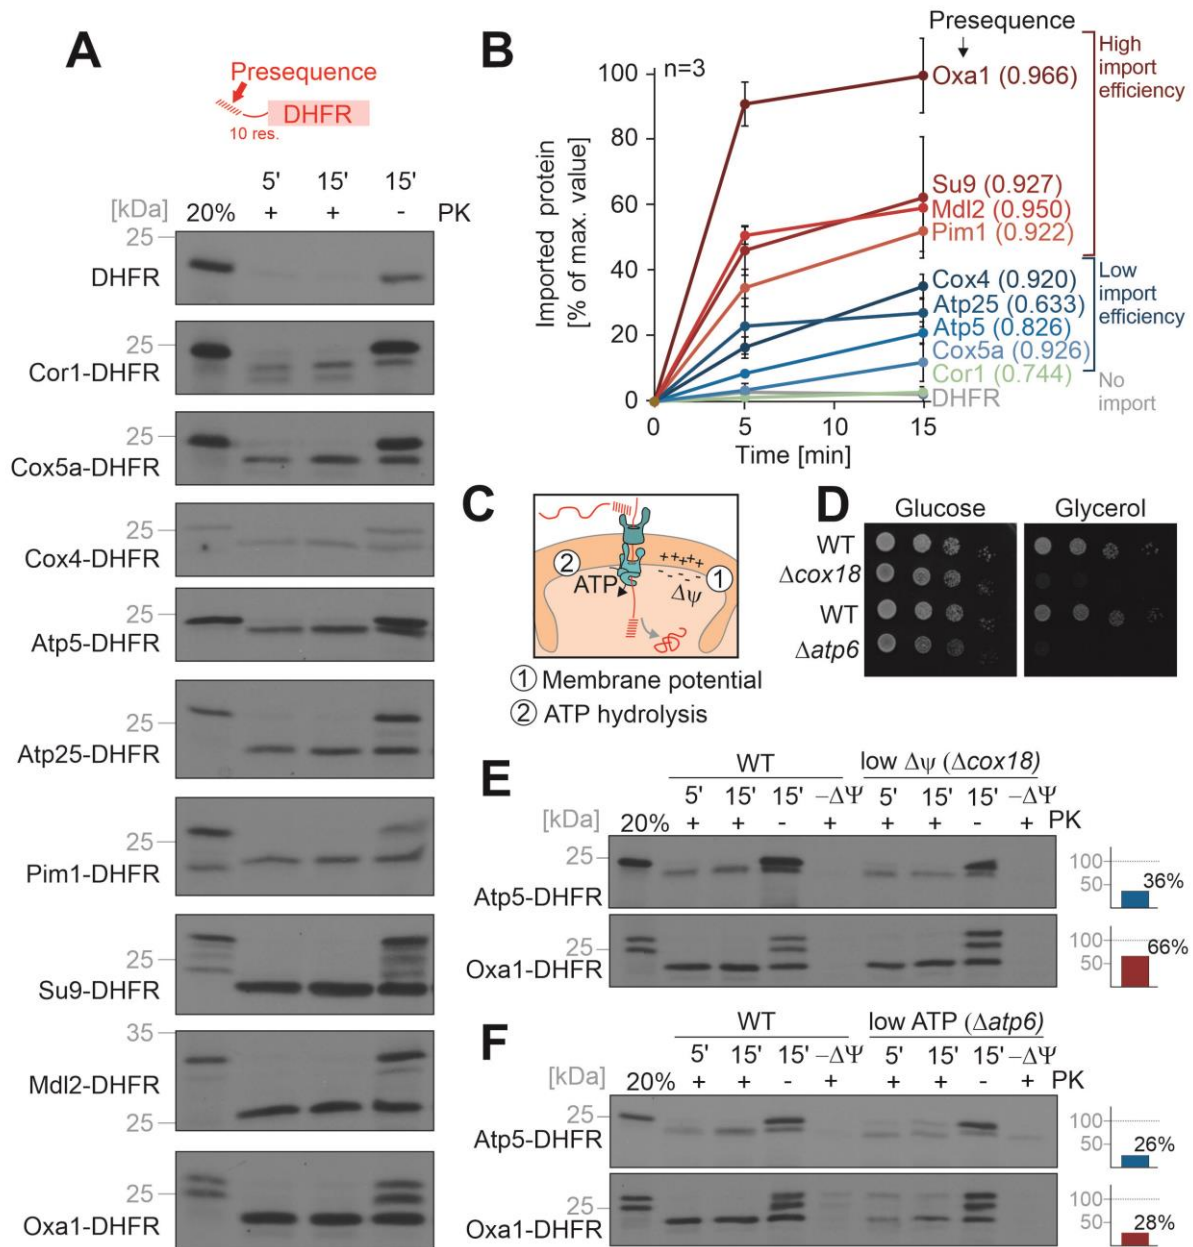 A
Presequence
DHFR
10 res.
5' 15' 15'
[kDa] 20% + + - PK
25
DHFR
25
Cor1-DHFR
25
Cox5a-DHFR
25
Cox4-DHFR
25
Atp5-DHFR
25
Atp25-DHFR
25
Pim1-DHFR
25
Su9-DHFR
35
Mdl2-DHFR
25
25
Oxa1-DHFR
B
n=3
Presequence
Imported protein
[% of max. value]
100
80
60
40
20
0
0 5 10 15
Time [min]
Oxa1 (0.966)
Su9 (0.927)
Mdl2 (0.950)
Pim1 (0.922)
Cox4 (0.920)
Atp25 (0.633)
Atp5 (0.826)
Cox5a (0.926)
Cor1 (0.744)
DHFR
High
import
efficiency
Low
import
efficiency
No
import
C
2
ATP
+++++
- - - -
Δψ
1
1 Membrane potential
2 ATP hydrolysis
D
Glucose Glycerol
WT
Δcox18
WT
Δatp6
E
WT low Δψ (Δcox18)
5' 15' 15' −ΔΨ 5' 15' 15' −ΔΨ
[kDa] 20% + + - + + + - + PK
25
Atp5-DHFR
100
50
36%
25
Oxa1-DHFR
100
50
66%
F
WT low ATP (Δatp6)
5' 15' 15' −ΔΨ 5' 15' 15' −ΔΨ
[kDa] 20% + + - + + + - + PK
25
Atp5-DHFR
100
50
26%
25
Oxa1-DHFR
100
50
28%